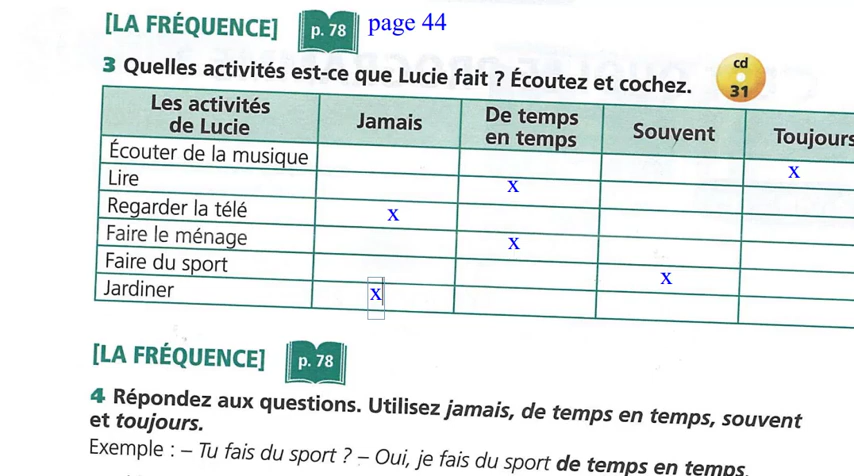 [LA FRÉQUENCE] p. 78 page 44
3 Quelles activités est-ce que Lucie fait ? Écoutez et cochez. cd 31
Les activités de Lucie Jamais De temps en temps Souvent Toujours
Écouter de la musique x
Lire x
Regarder la télé x
Faire le ménage x
Faire du sport x
Jardiner x
[LA FRÉQUENCE] p. 78
4 Répondez aux questions. Utilisez jamais, de temps en temps, souvent
et toujours.
Exemple : – Tu fais du sport ? – Oui, je fais du sport de temps en temps.